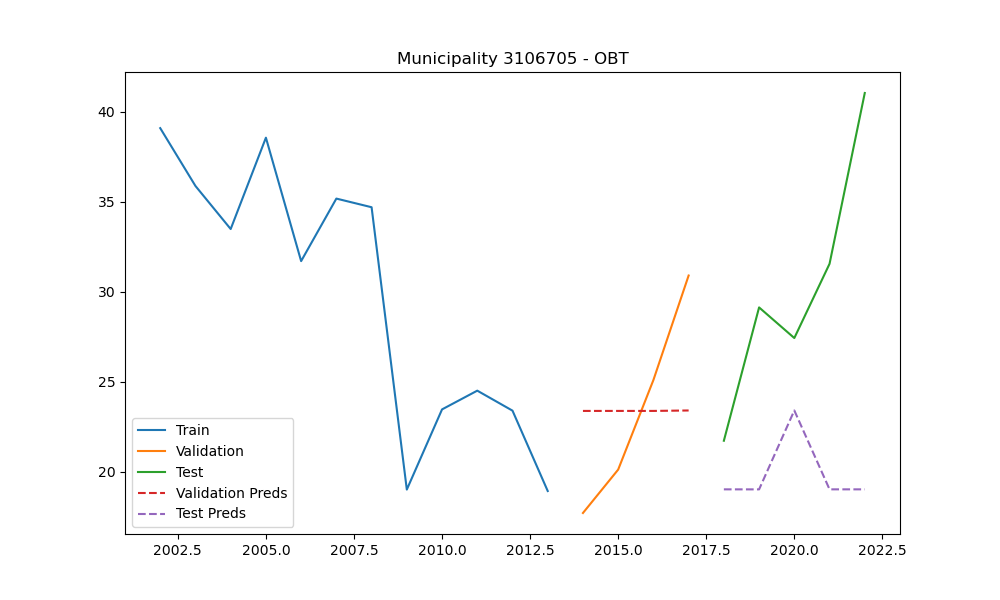 Municipality 3106705 - OBT
40
35
30
25
20
Train
Validation
Test
Validation Preds
Test Preds
2002.5 2005.0 2007.5 2010.0 2012.5 2015.0 2017.5 2020.0 2022.5